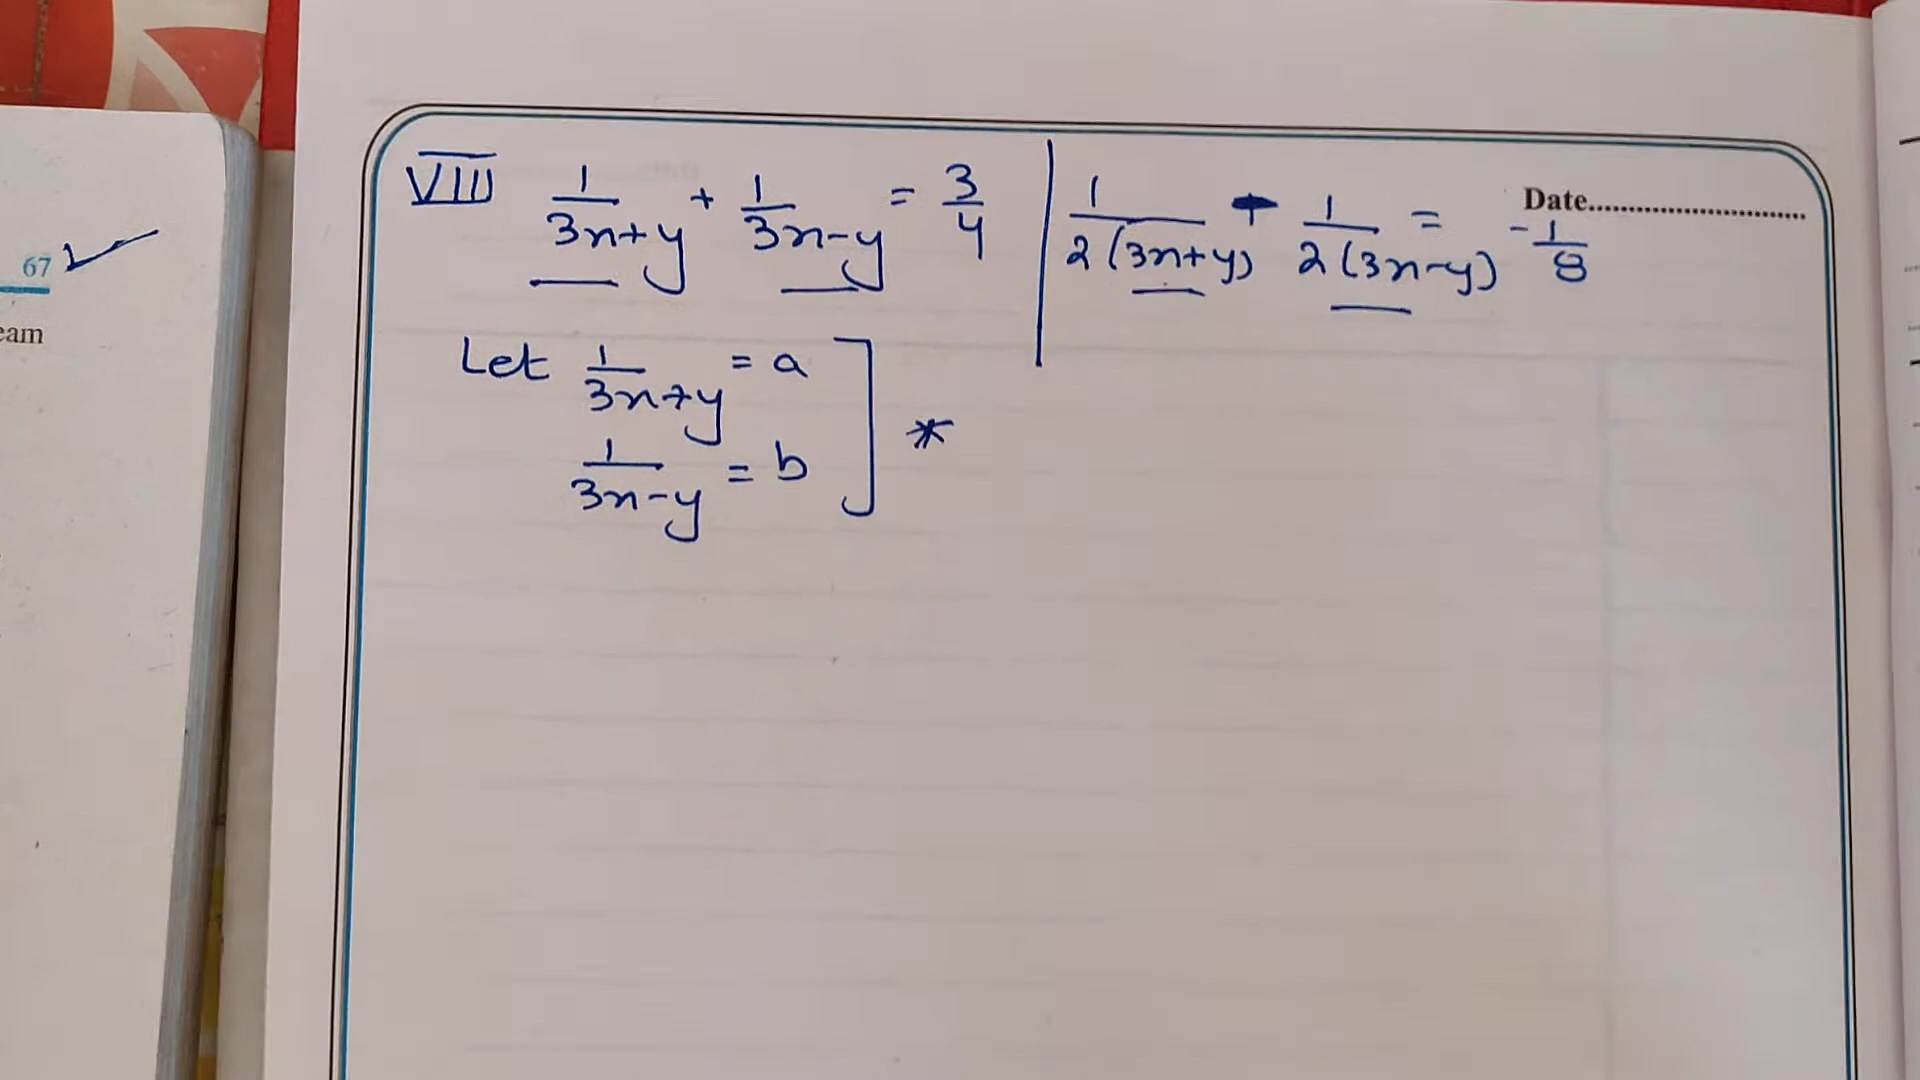 VIII 1/3x+y + 1/3x-y = 3/4 | 1/2(3x+y) - 1/2(3x-y) = -1/8
Date...........................
67
eam
Let 1/3x+y = a
1/3x-y = b ] *